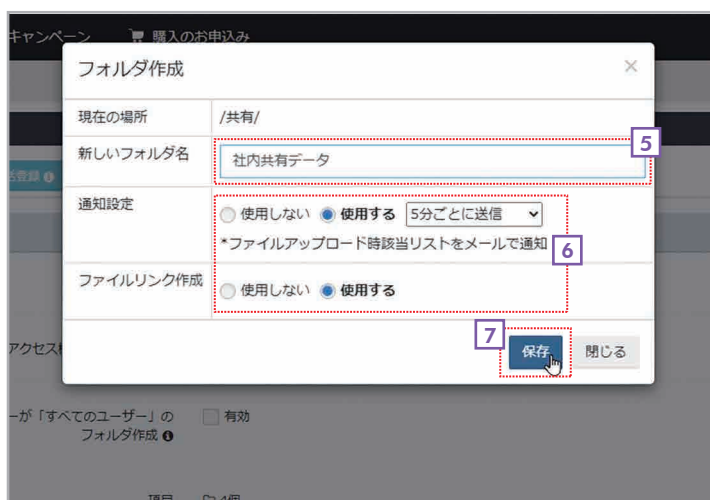 キャンペーン 購入のお申込み
フォルダ作成 ×
現在の場所 /共有/
新しいフォルダ名 社内共有データ 5
通知設定 使用しない 使用する 5分ごとに送信
*ファイルアップロード時該当リストをメールで通知 6
ファイルリンク作成 使用しない 使用する
7
保存 閉じる
アクセス
ーが「すべてのユーザー」の 有効
フォルダ作成
項目 4個